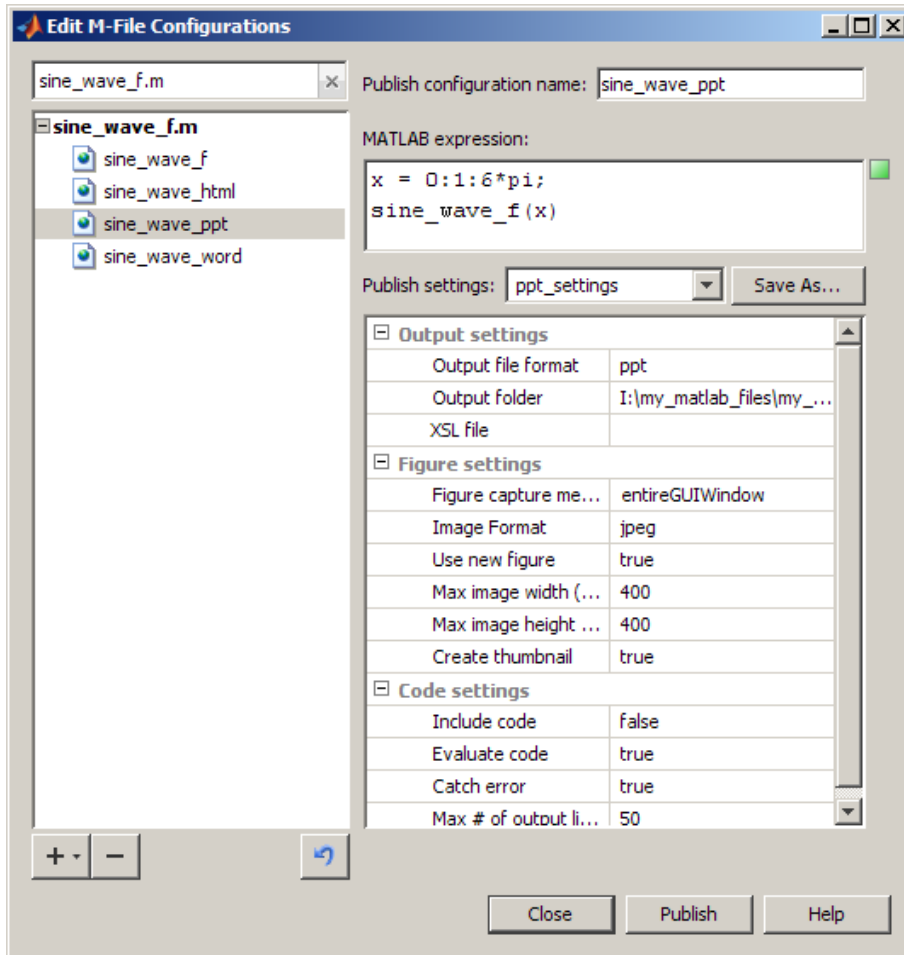 Edit M-File Configurations
sine_wave_f.m
sine_wave_f.m
sine_wave_f
sine_wave_html
sine_wave_ppt
sine_wave_word
Publish configuration name: sine_wave_ppt
MATLAB expression:
x = 0:1:6*pi;
sine_wave_f(x)
Publish settings: ppt_settings Save As...
Output settings
Output file format ppt
Output folder I:\my_matlab_files\my_...
XSL file
Figure settings
Figure capture me... entireGUIWindow
Image Format jpeg
Use new figure true
Max image width (... 400
Max image height ... 400
Create thumbnail true
Code settings
Include code false
Evaluate code true
Catch error true
Max # of output li... 50
Close Publish Help